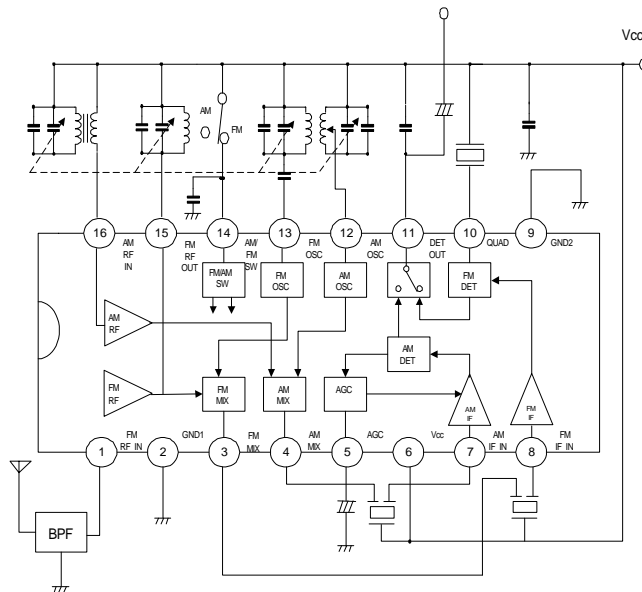 Vcc
AM
FM
16
15
14
13
12
11
10
9
AM
RF
IN
FM
RF
OUT
AM/
FM
SW
FM
OSC
AM
OSC
DET
OUT
QUAD
GND2
FM/AM
SW
FM
OSC
AM
OSC
FM
DET
AM
RF
AM
DET
FM
RF
FM
MIX
AM
MIX
AGC
AM
IF
FM
IF
FM
RF IN
GND1
FM
MIX
AM
MIX
AGC
Vcc
AM
IF IN
FM
IF IN
1
2
3
4
5
6
7
8
BPF